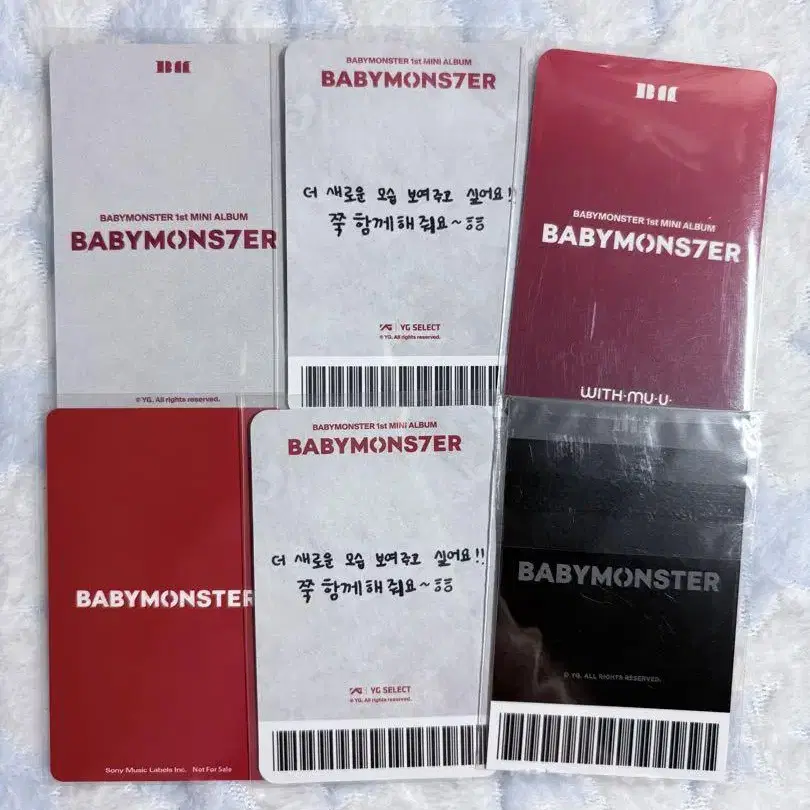 BABYMONSTER 1st MINI ALBUM
BABYMONS7ER
© YG. All rights reserved.
BABYMONSTER 1st MINI ALBUM
BABYMONS7ER
더 새로운 모습 보여주고 싶어요!!
쭉 함께해줘요~ㅎㅎ
YG | YG SELECT
© YG. All rights reserved.
BABYMONSTER 1st MINI ALBUM
BABYMONS7ER
WITH·MU·U·
BABYMONSTER
Sony Music Labels Inc. Not For Sale
BABYMONSTER 1st MINI ALBUM
BABYMONS7ER
더 새로운 모습 보여주고 싶어요!!
쭉 함께해줘요~ㅎㅎ
YG | YG SELECT
© YG. All rights reserved.
BABYMONSTER
© YG. ALL RIGHTS RESERVED.